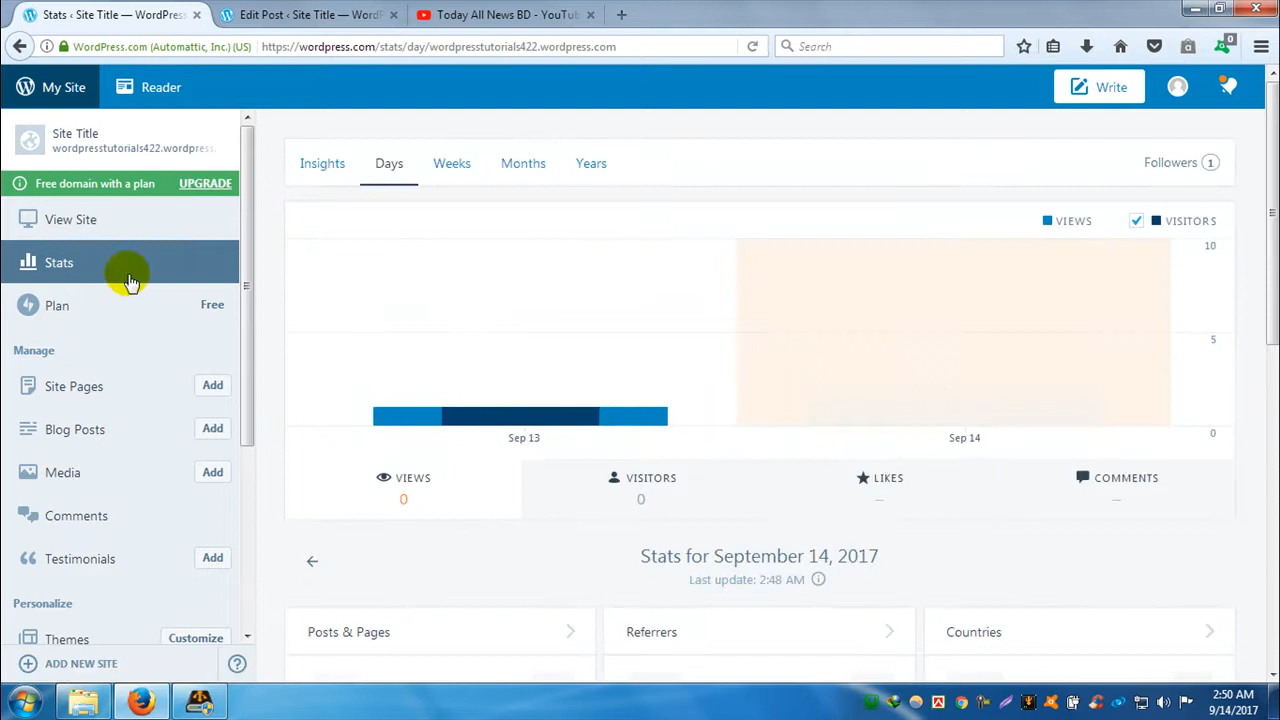 Stats ‹ Site Title — WordPress...
Edit Post ‹ Site Title — WordP...
Today All News BD - YouTu...
WordPress.com (Automattic, Inc.) (US)
https://wordpress.com/stats/day/wordpresstutorials422.wordpress.com
Search
0
My Site
Reader
Write
Site Title
wordpresstutorials422.wordpress.
Free domain with a plan
UPGRADE
View Site
Stats
Plan
Free
Manage
Site Pages
Add
Blog Posts
Add
Media
Add
Comments
Testimonials
Add
Personalize
Themes
Customize
ADD NEW SITE
Insights
Days
Weeks
Months
Years
Followers 1
VIEWS
VISITORS
10
5
0
Sep 13
Sep 14
VIEWS
0
VISITORS
0
LIKES
–
COMMENTS
–
Stats for September 14, 2017
Last update: 2:48 AM
Posts & Pages
Referrers
Countries
2:50 AM
9/14/2017